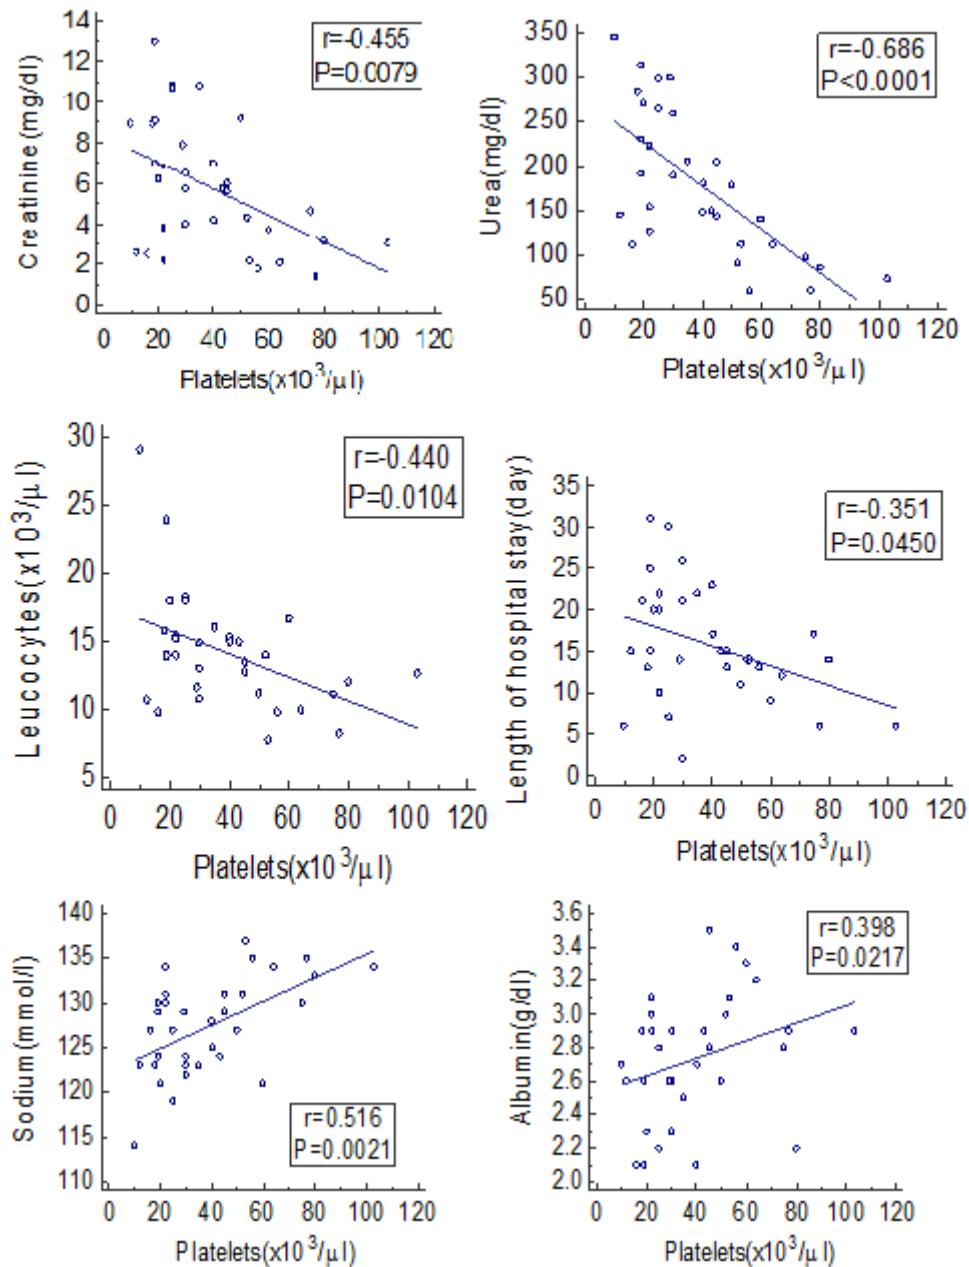 14
12
10
8
6
4
2
0
Creatinine(mg/dl)
r=-0.455
P=0.0079
0 20 40 60 80 100 120
Platelets(x10³/μl)
350
300
250
200
150
100
50
Urea(mg/dl)
r=-0.686
P<0.0001
0 20 40 60 80 100 120
Platelets(x10³/μl)
30
25
20
15
10
5
Leucocytes(x10³/μl)
r=-0.440
P=0.0104
0 20 40 60 80 100 120
Platelets(x10³/μl)
35
30
25
20
15
10
5
0
Length of hospital stay(day)
r=-0.351
P=0.0450
0 20 40 60 80 100 120
Platelets(x10³/μl)
140
135
130
125
120
115
110
Sodium(mmol/l)
r=0.516
P=0.0021
0 20 40 60 80 100 120
Platelets(x10³/μl)
3.6
3.4
3.2
3.0
2.8
2.6
2.4
2.2
2.0
Albumin(g/dl)
r=0.398
P=0.0217
0 20 40 60 80 100 120
Platelets(x10³/μl)